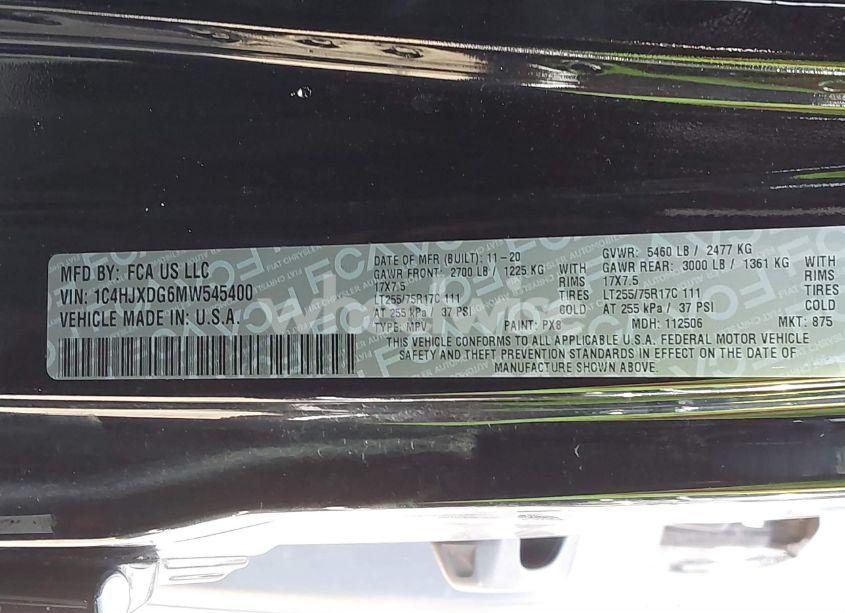 MFD BY: FCA US LLC
VIN: 1C4HJXDG6MW545400
VEHICLE MADE IN: U.S.A.
DATE OF MFR (BUILT): 11-20
GAWR FRONT: 2700 LB / 1225 KG WITH
17X7.5 RIMS
LT255/75R17C 111 TIRES
AT 255 kPa / 37 PSI COLD
TYPE: MPV PAINT: PX8
GVWR: 5460 LB / 2477 KG
GAWR REAR: 3000 LB / 1361 KG WITH
17X7.5 RIMS
LT255/75R17C 111 TIRES
AT 255 kPa / 37 PSI COLD
MDH: 112506 MKT: 875
THIS VEHICLE CONFORMS TO ALL APPLICABLE U.S.A. FEDERAL MOTOR VEHICLE
SAFETY AND THEFT PREVENTION STANDARDS IN EFFECT ON THE DATE OF
MANUFACTURE SHOWN ABOVE.